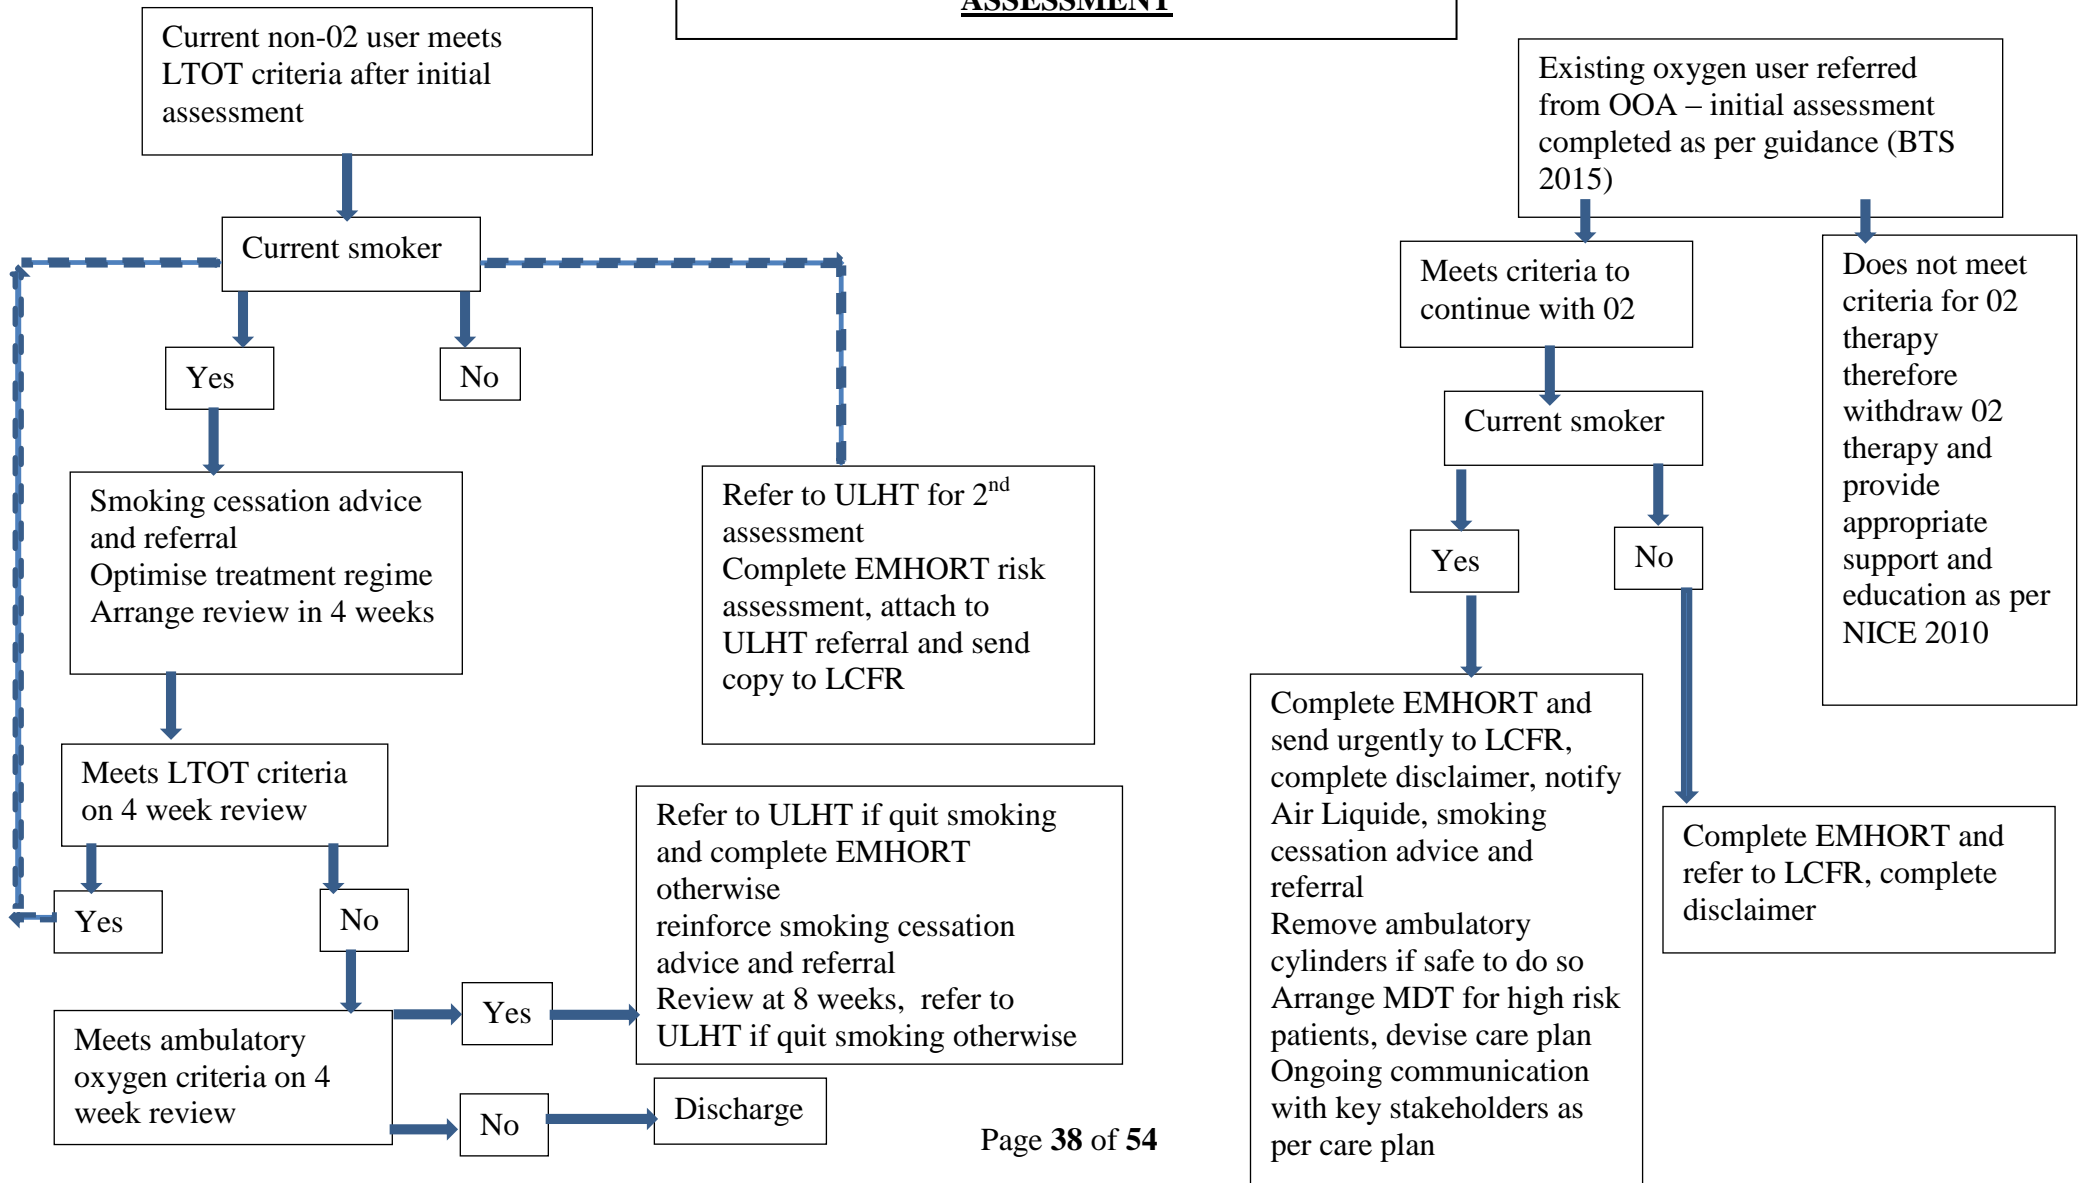 ASSESSMENT
Current non-02 user meets
LTOT criteria after initial
assessment
Current smoker
Yes
No
Smoking cessation advice
and referral
Optimise treatment regime
Arrange review in 4 weeks
Meets LTOT criteria
on 4 week review
Yes
No
Meets ambulatory
oxygen criteria on 4
week review
Yes
No
Discharge
Refer to ULHT for 2nd
assessment
Complete EMHORT risk
assessment, attach to
ULHT referral and send
copy to LCFR
Refer to ULHT if quit smoking
and complete EMHORT
otherwise
reinforce smoking cessation
advice and referral
Review at 8 weeks, refer to
ULHT if quit smoking otherwise
Existing oxygen user referred
from OOA – initial assessment
completed as per guidance (BTS
2015)
Meets criteria to
continue with 02
Current smoker
Yes
No
Complete EMHORT and
send urgently to LCFR,
complete disclaimer, notify
Air Liquide, smoking
cessation advice and
referral
Remove ambulatory
cylinders if safe to do so
Arrange MDT for high risk
patients, devise care plan
Ongoing communication
with key stakeholders as
per care plan
Complete EMHORT and
refer to LCFR, complete
disclaimer
Does not meet
criteria for 02
therapy
therefore
withdraw 02
therapy and
provide
appropriate
support and
education as per
NICE 2010
Page 38 of 54